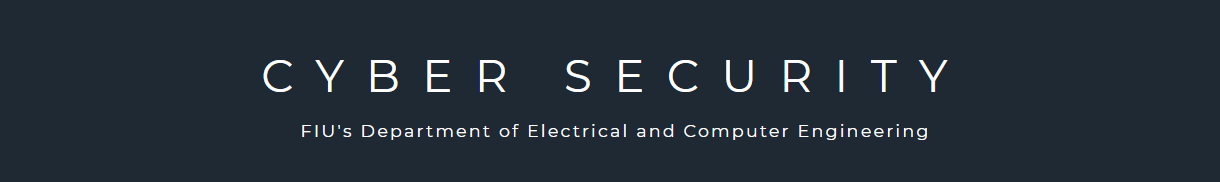 CYBER SECURITY
FIU's Department of Electrical and Computer Engineering